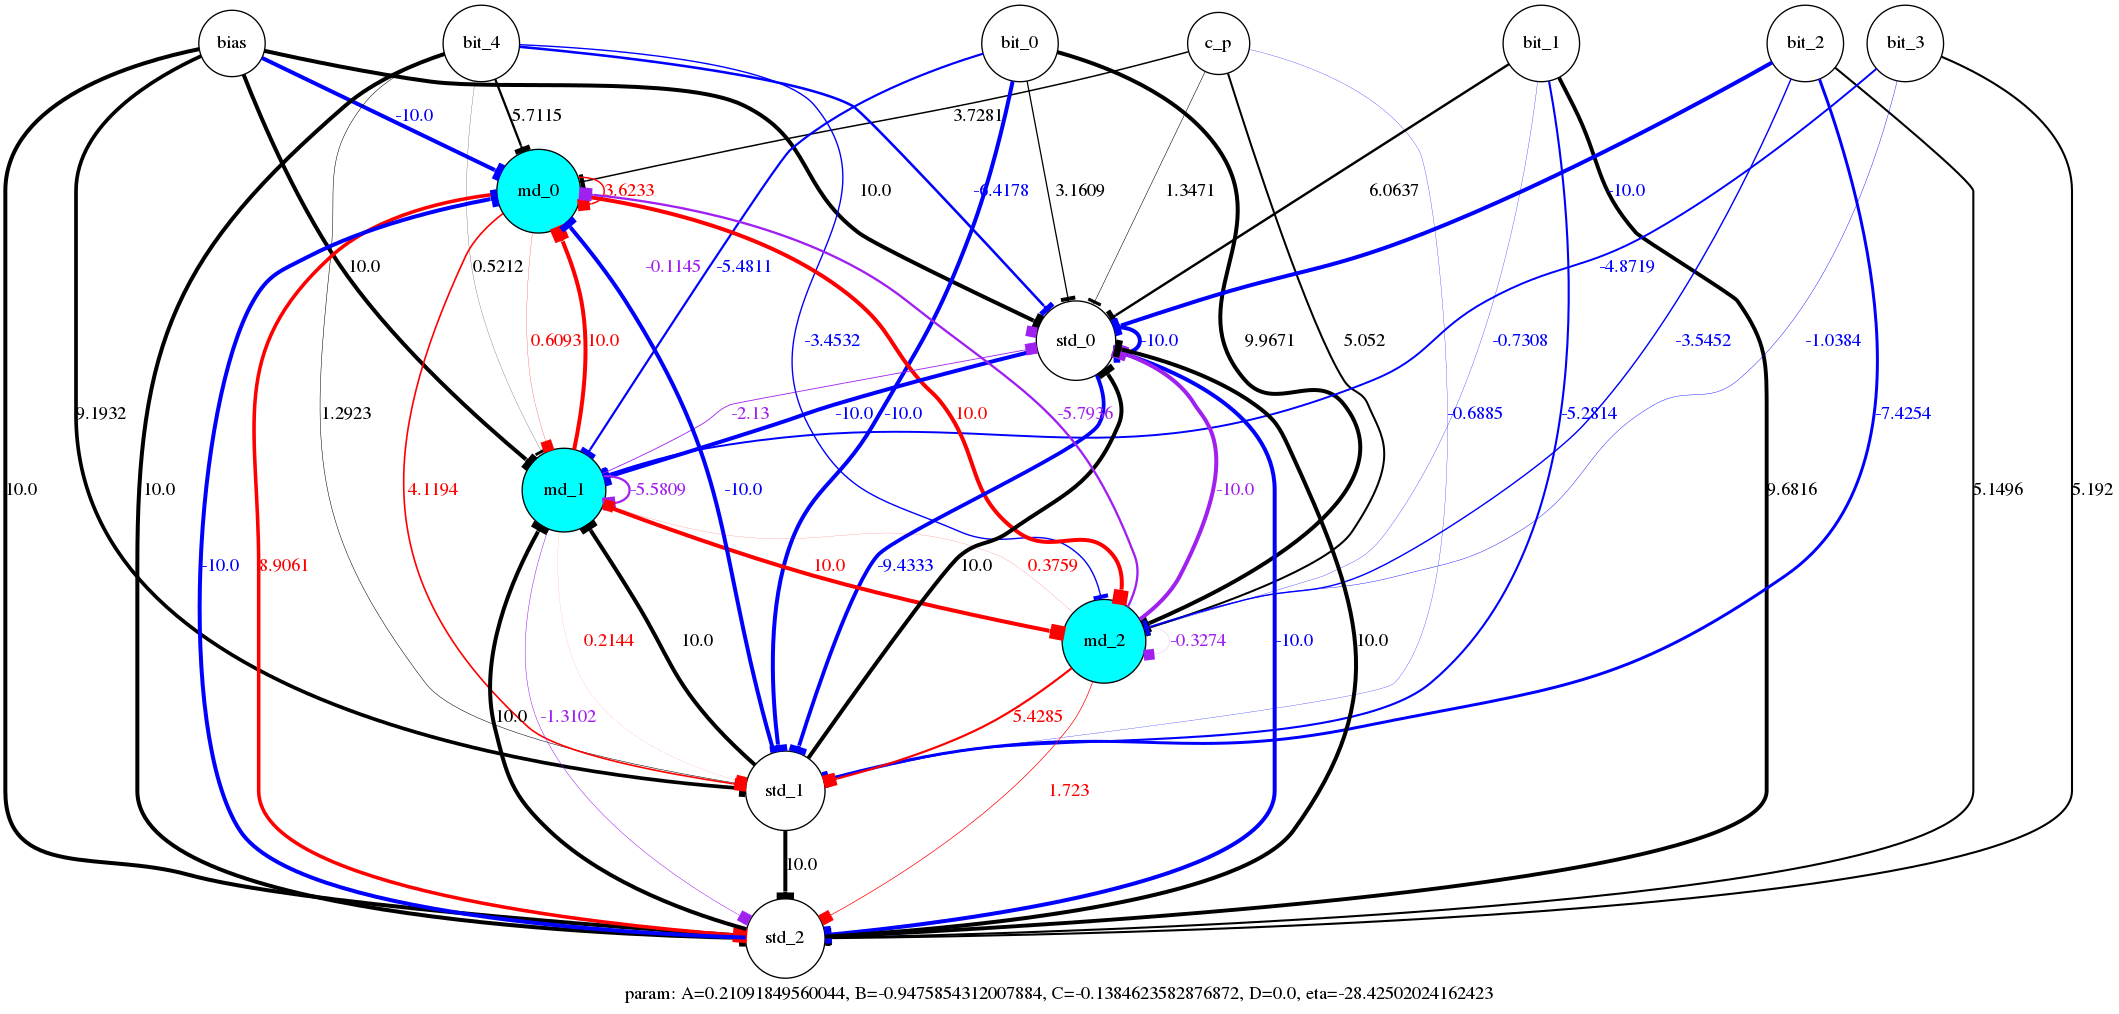 bias bit_4 bit_0 c_p bit_1 bit_2 bit_3
-10.0 5.7115 3.7281
md_0 3.6233 10.0 -6.4178 3.1609 1.3471 6.0637 -10.0
10.0 0.5212 -0.1145 -5.4811 -4.8719
0.6093 10.0 -3.4532 std_0 -10.0 9.9671 5.052 -0.7308 -3.5452 -1.0384
9.1932 1.2923 -2.13 -10.0 -10.0 10.0 -5.7936 -0.6885 -5.2814 -7.4254
10.0 10.0 4.1194 md_1 -5.5809 -10.0 -10.0 9.6816 5.1496 5.192
-10.0 8.9061 10.0 -9.4333 10.0 0.3759
0.2144 10.0 md_2 -0.3274 -10.0 10.0
10.0 -1.3102 5.4285
std_1 1.723
10.0
std_2
param: A=0.21091849560044, B=-0.9475854312007884, C=-0.1384623582876872, D=0.0, eta=-28.42502024162423